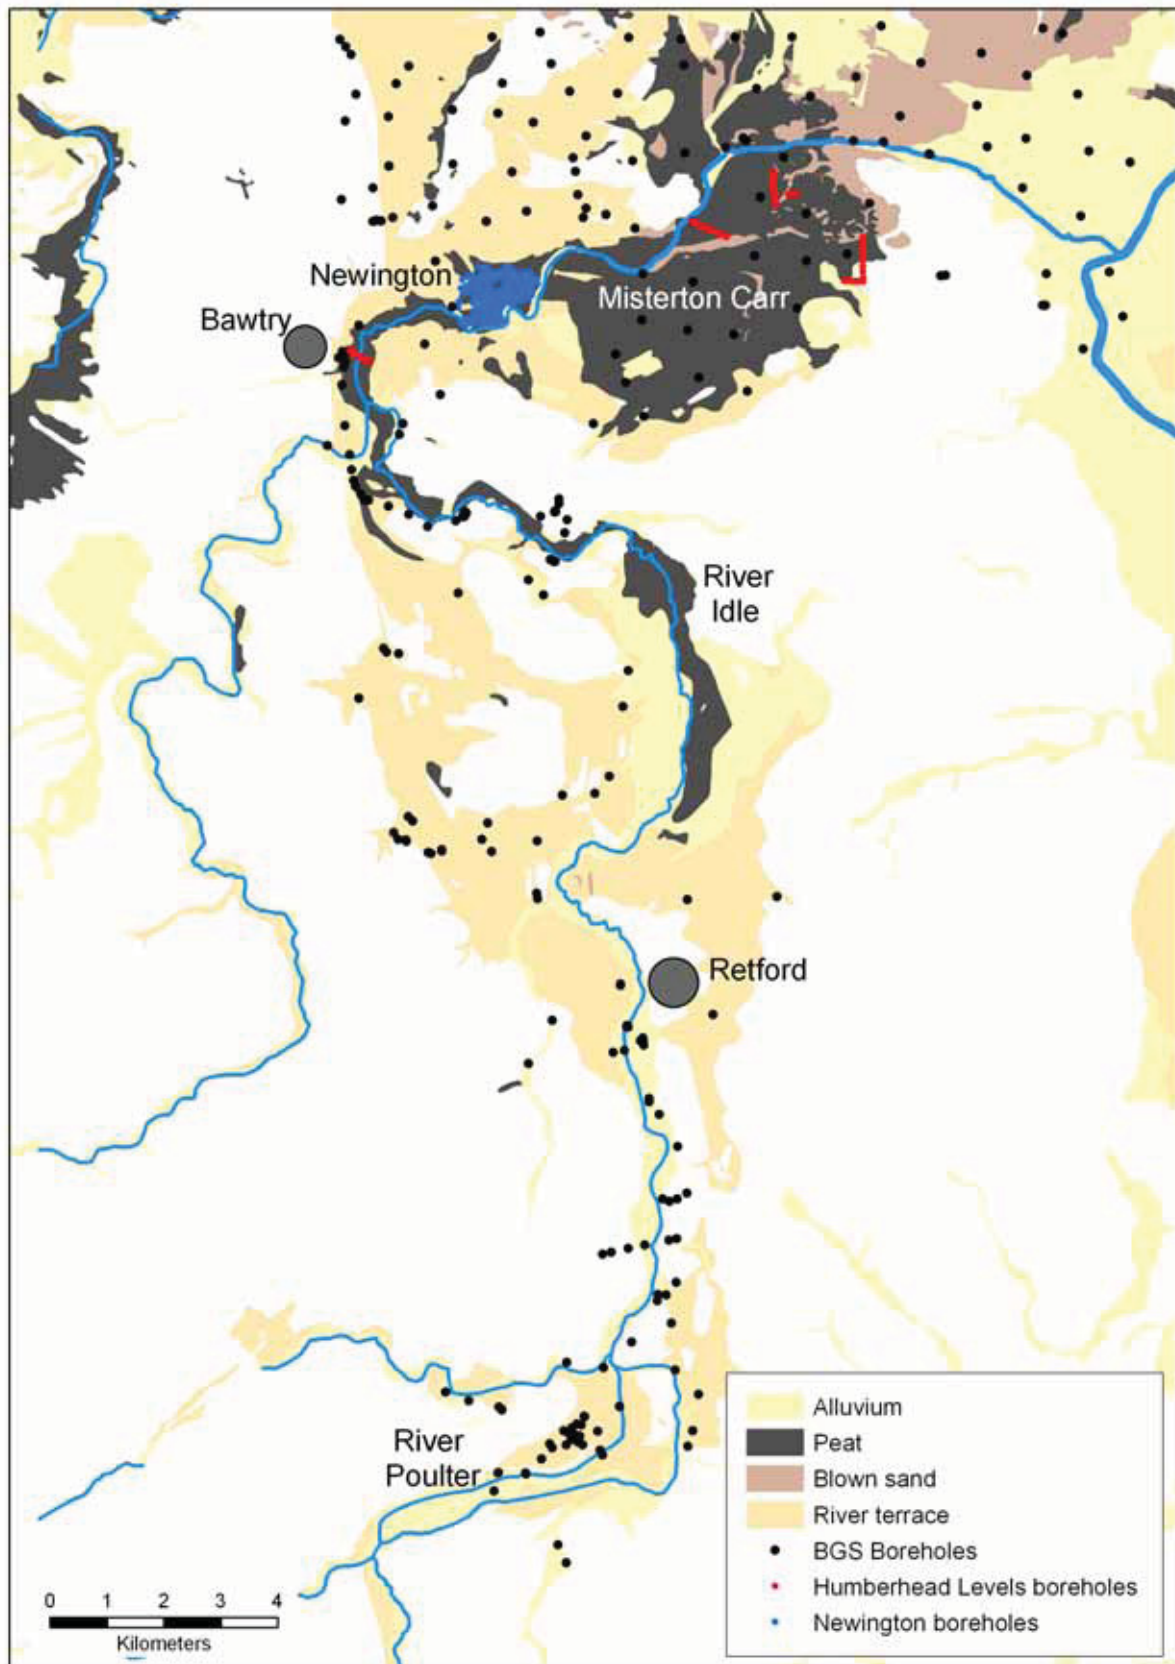 Newington
Bawtry
Misterton Carr
River
Idle
Retford
River
Poulter
Alluvium
Peat
Blown sand
River terrace
BGS Boreholes
Humberhead Levels boreholes
Newington boreholes
0 1 2 3 4
Kilometers